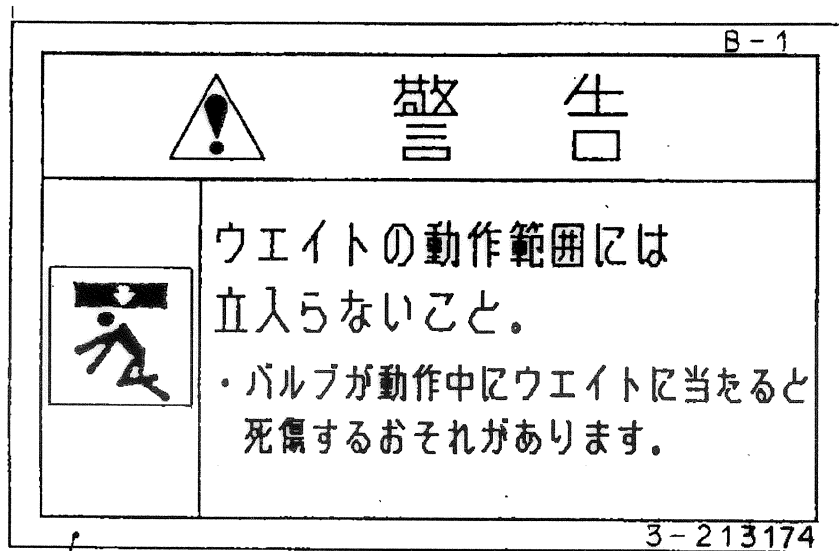 B-1
警告
ウエイトの動作範囲には
立入らないこと。
・バルブが動作中にウエイトに当たると
死傷するおそれがあります。
3-213174